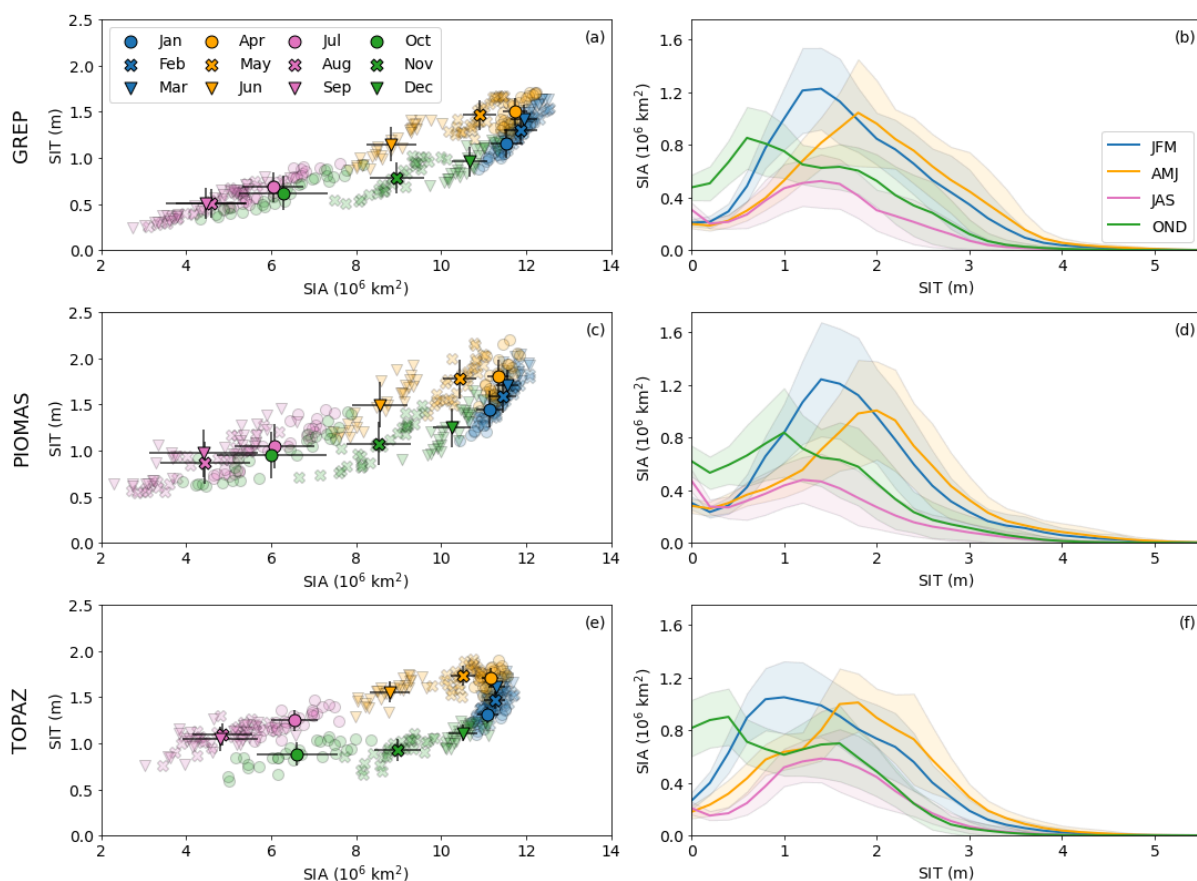 GREP
SIT (m)
2.5
2.0
1.5
1.0
0.5
0.0
(a)
Jan Apr Jul Oct
Feb May Aug Nov
Mar Jun Sep Dec
2 4 6 8 10 12 14
SIA (10⁶ km²)
SIA (10⁶ km²)
1.6
1.2
0.8
0.4
0.0
(b)
JFM
AMJ
JAS
OND
0 1 2 3 4 5
SIT (m)
PIOMAS
SIT (m)
2.5
2.0
1.5
1.0
0.5
0.0
(c)
2 4 6 8 10 12 14
SIA (10⁶ km²)
SIA (10⁶ km²)
1.6
1.2
0.8
0.4
0.0
(d)
0 1 2 3 4 5
SIT (m)
TOPAZ
SIT (m)
2.5
2.0
1.5
1.0
0.5
0.0
(e)
2 4 6 8 10 12 14
SIA (10⁶ km²)
SIA (10⁶ km²)
1.6
1.2
0.8
0.4
0.0
(f)
0 1 2 3 4 5
SIT (m)